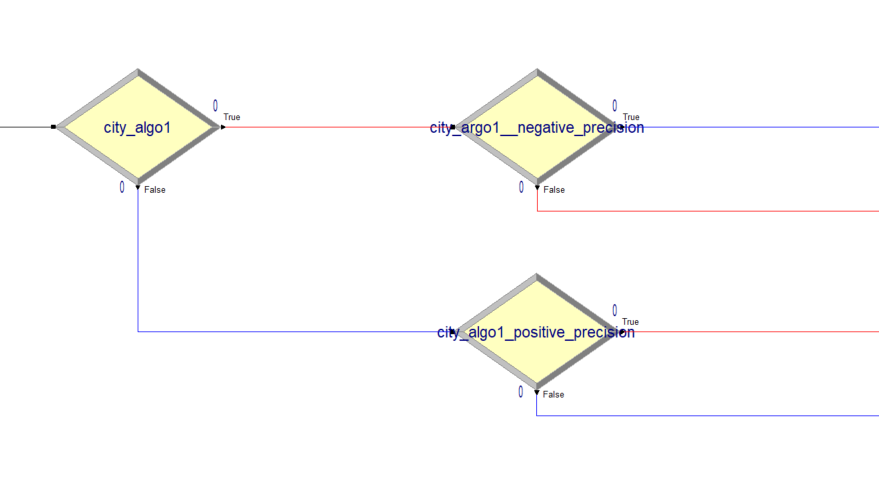 0
True
city_algo1
0
False
0
True
city_argo1__negative_precision
0
False
0
True
city_algo1_positive_precision
0
False